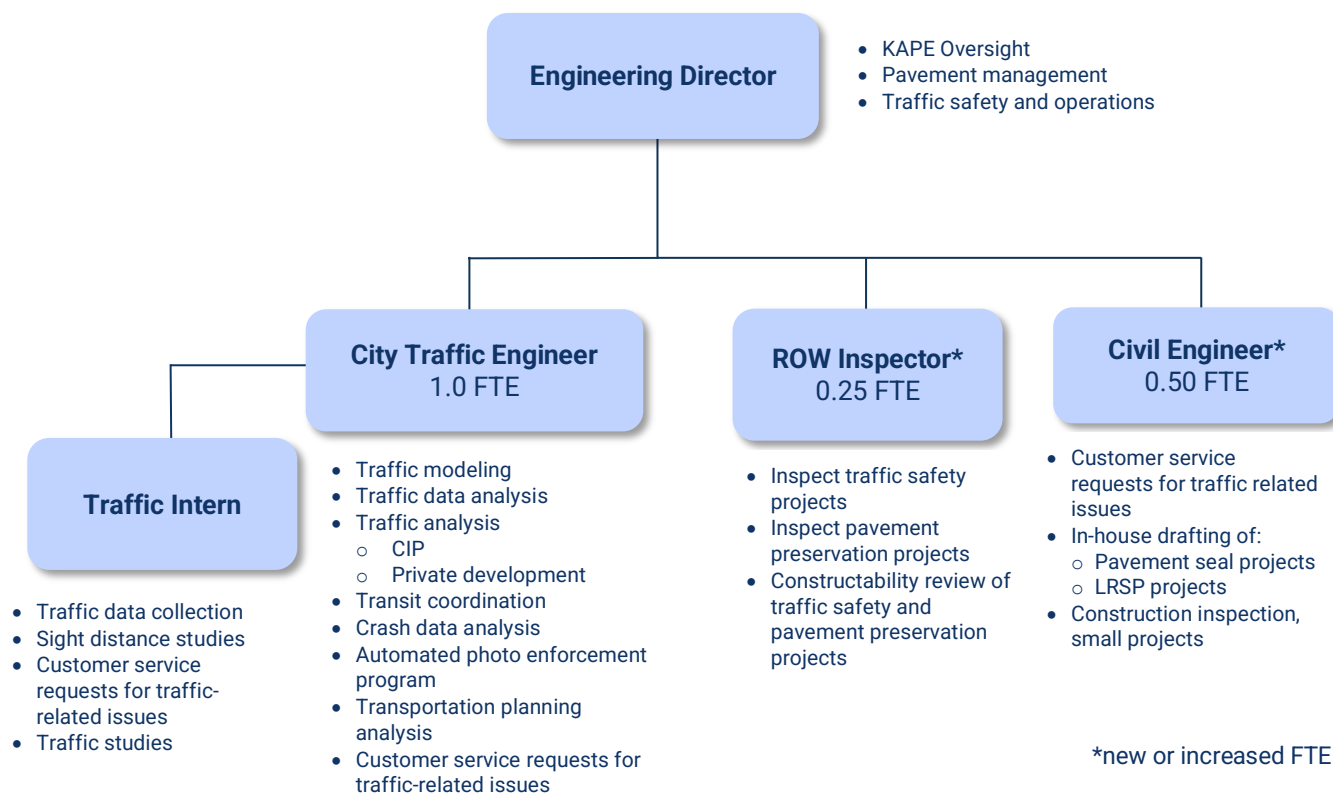 Engineering Director
• KAPE Oversight
• Pavement management
• Traffic safety and operations
City Traffic Engineer
1.0 FTE
ROW Inspector*
0.25 FTE
Civil Engineer*
0.50 FTE
Traffic Intern
• Traffic data collection
• Sight distance studies
• Customer service
requests for traffic-
related issues
• Traffic studies
• Traffic modeling
• Traffic data analysis
• Traffic analysis
o CIP
o Private development
• Transit coordination
• Crash data analysis
• Automated photo enforcement
program
• Transportation planning
analysis
• Customer service requests for
traffic-related issues
• Inspect traffic safety
projects
• Inspect pavement
preservation projects
• Constructability review of
traffic safety and
pavement preservation
projects
• Customer service
requests for traffic related
issues
• In-house drafting of:
o Pavement seal projects
o LRSP projects
• Construction inspection,
small projects
*new or increased FTE